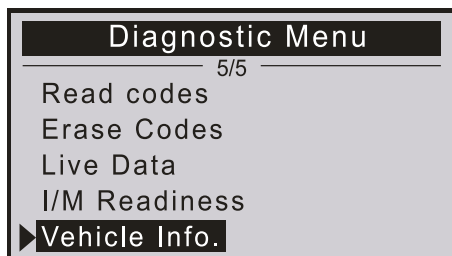 Diagnostic Menu
5/5
Read codes
Erase Codes
Live Data
I/M Readiness
Vehicle Info.